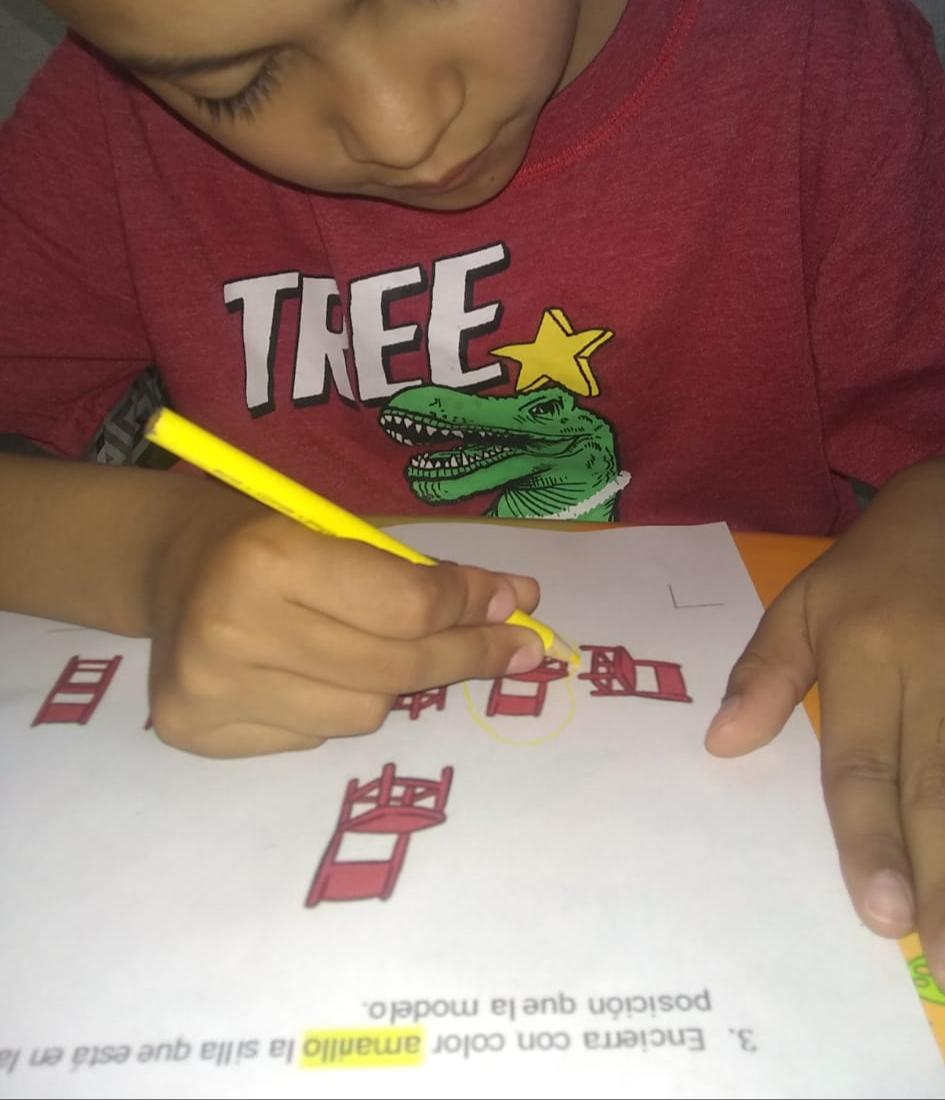 TREE
3. Encierra con color amarillo la silla que está en la
posición que la modelo.